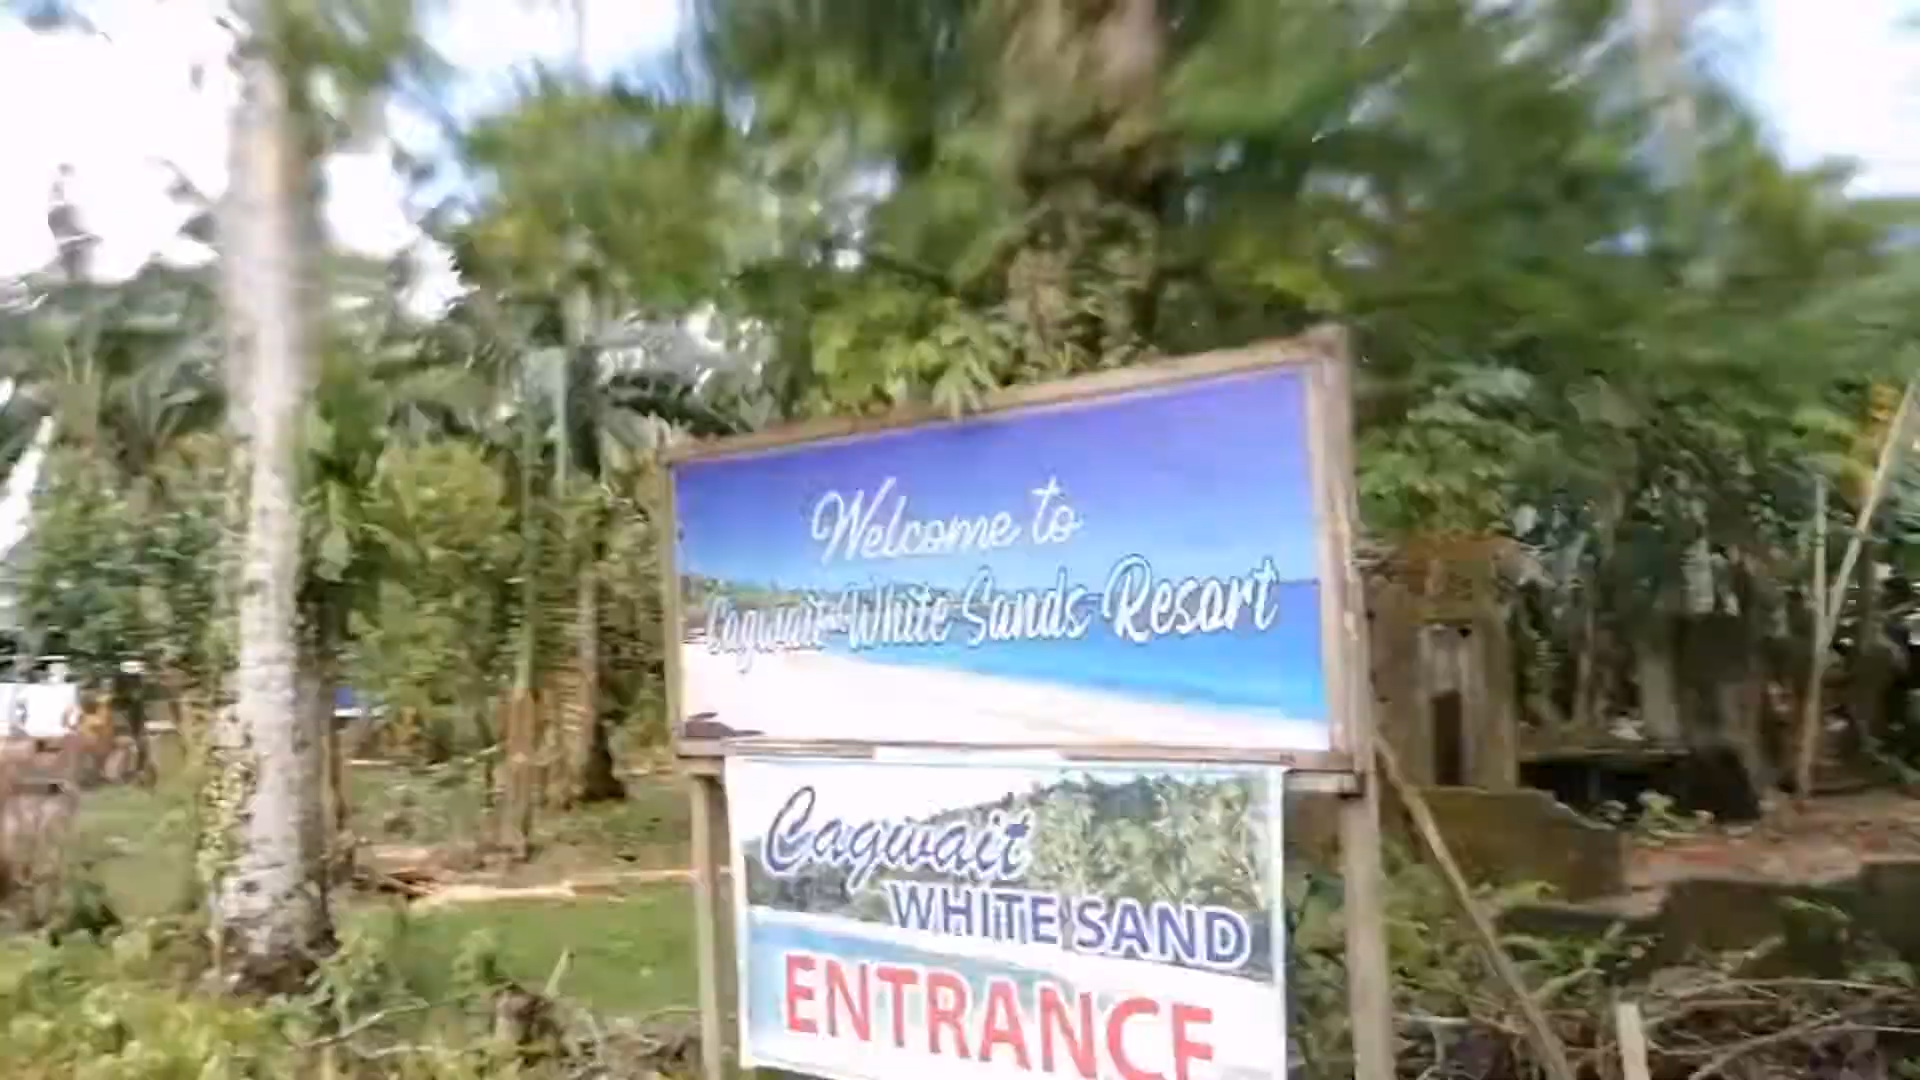 Welcome to
Cagwait White Sands Resort
Cagwait
WHITE SAND
ENTRANCE